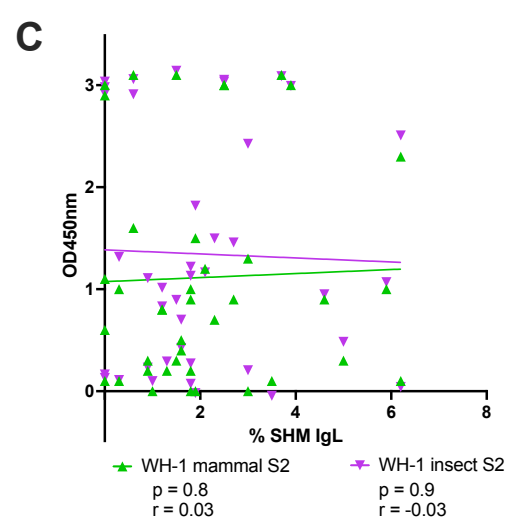 C
3
2
1
0
OD450nm
2 4 6 8
% SHM IgL
WH-1 mammal S2 WH-1 insect S2
p = 0.8 p = 0.9
r = 0.03 r = -0.03